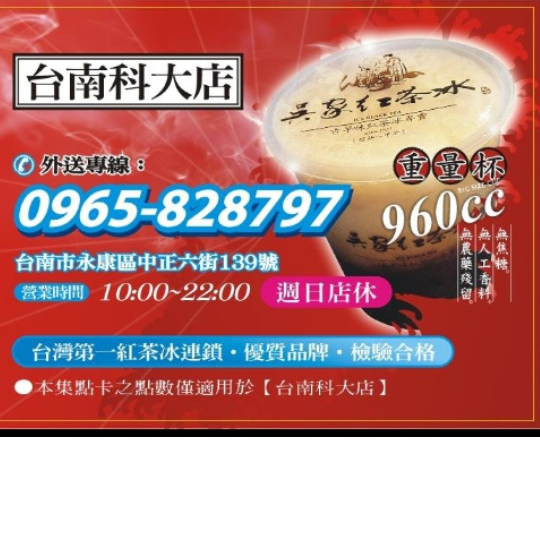 台南科大店
吳家紅茶冰
外送專線：
0965-828797
重量杯
960cc
無焦糖。
無人工香料。
無農藥殘留。
台南市永康區中正六街139號
營業時間 10:00~22:00 週日店休
台灣第一紅茶冰連鎖・優質品牌・檢驗合格
●本集點卡之點數僅適用於【台南科大店】